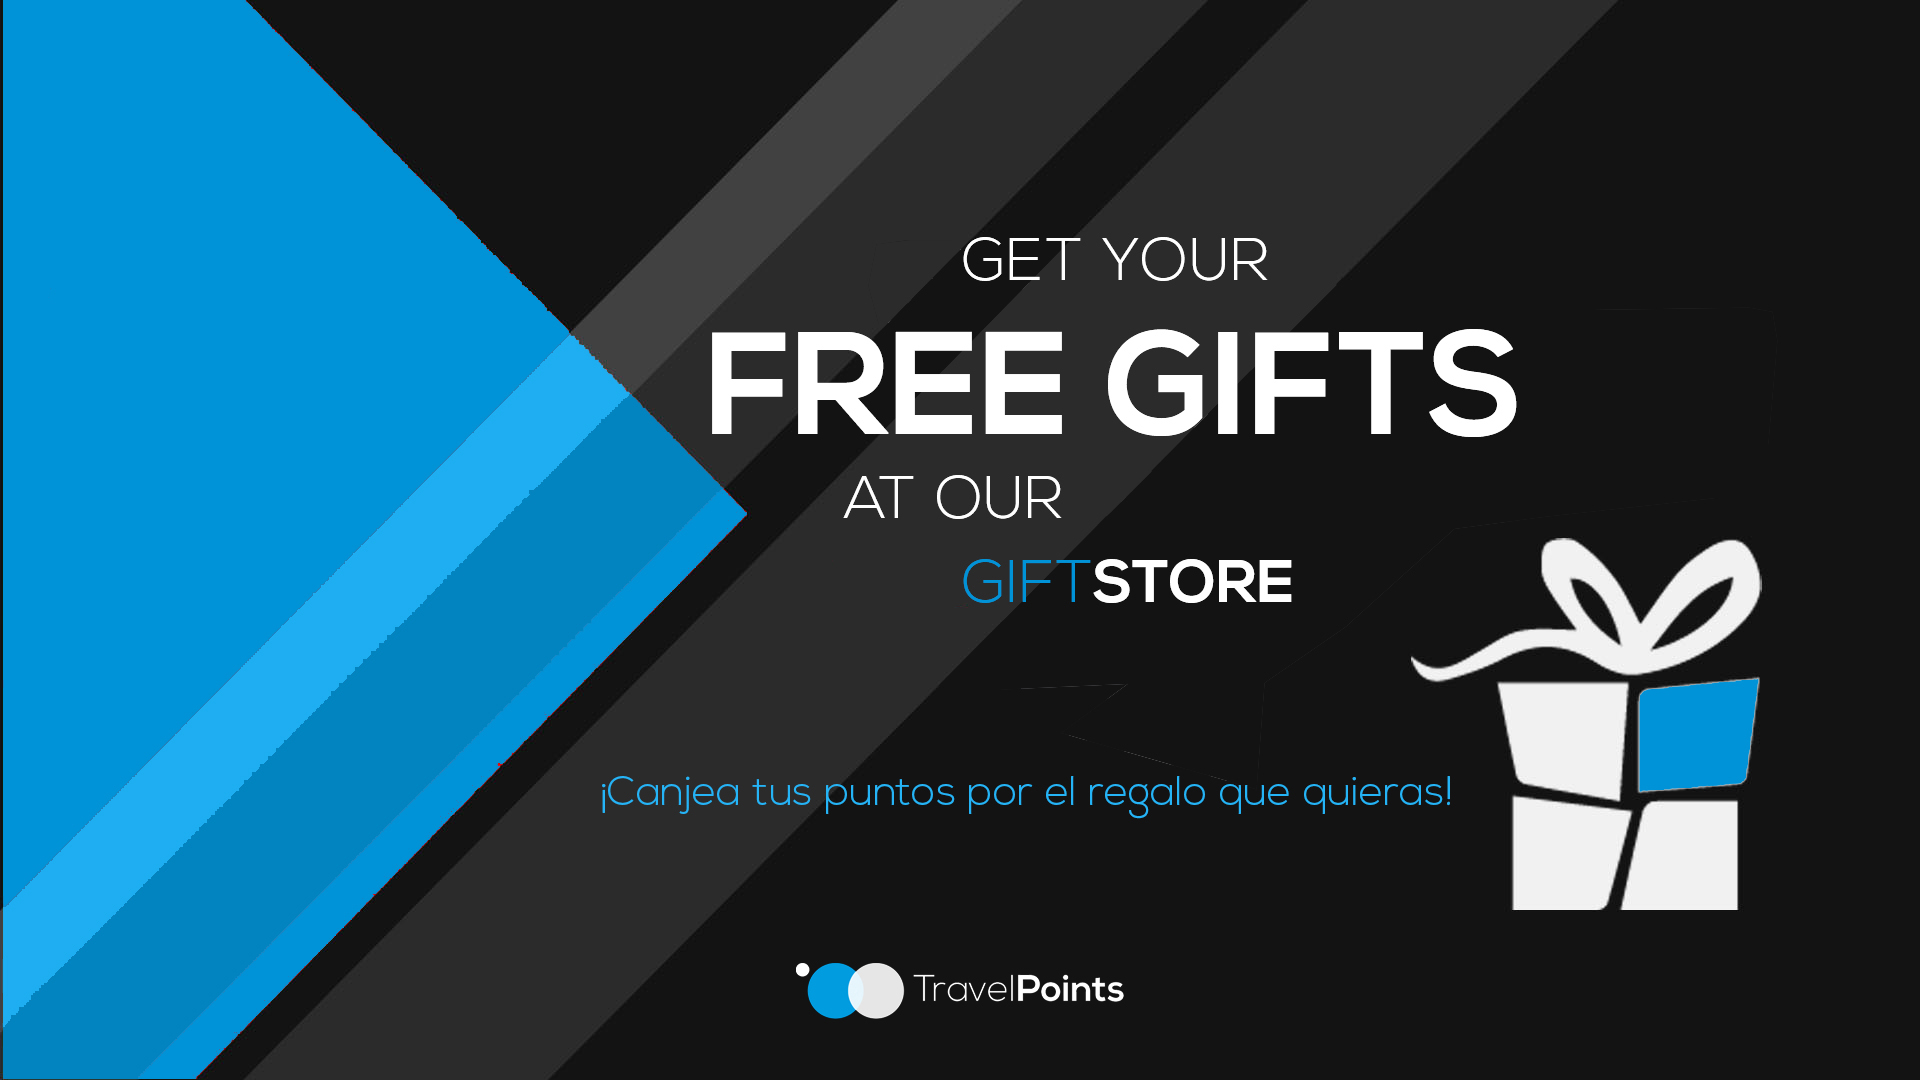 GET YOUR
FREE GIFTS
AT OUR
GIFTSTORE
¡Canjea tus puntos por el regalo que quieras!
TravelPoints